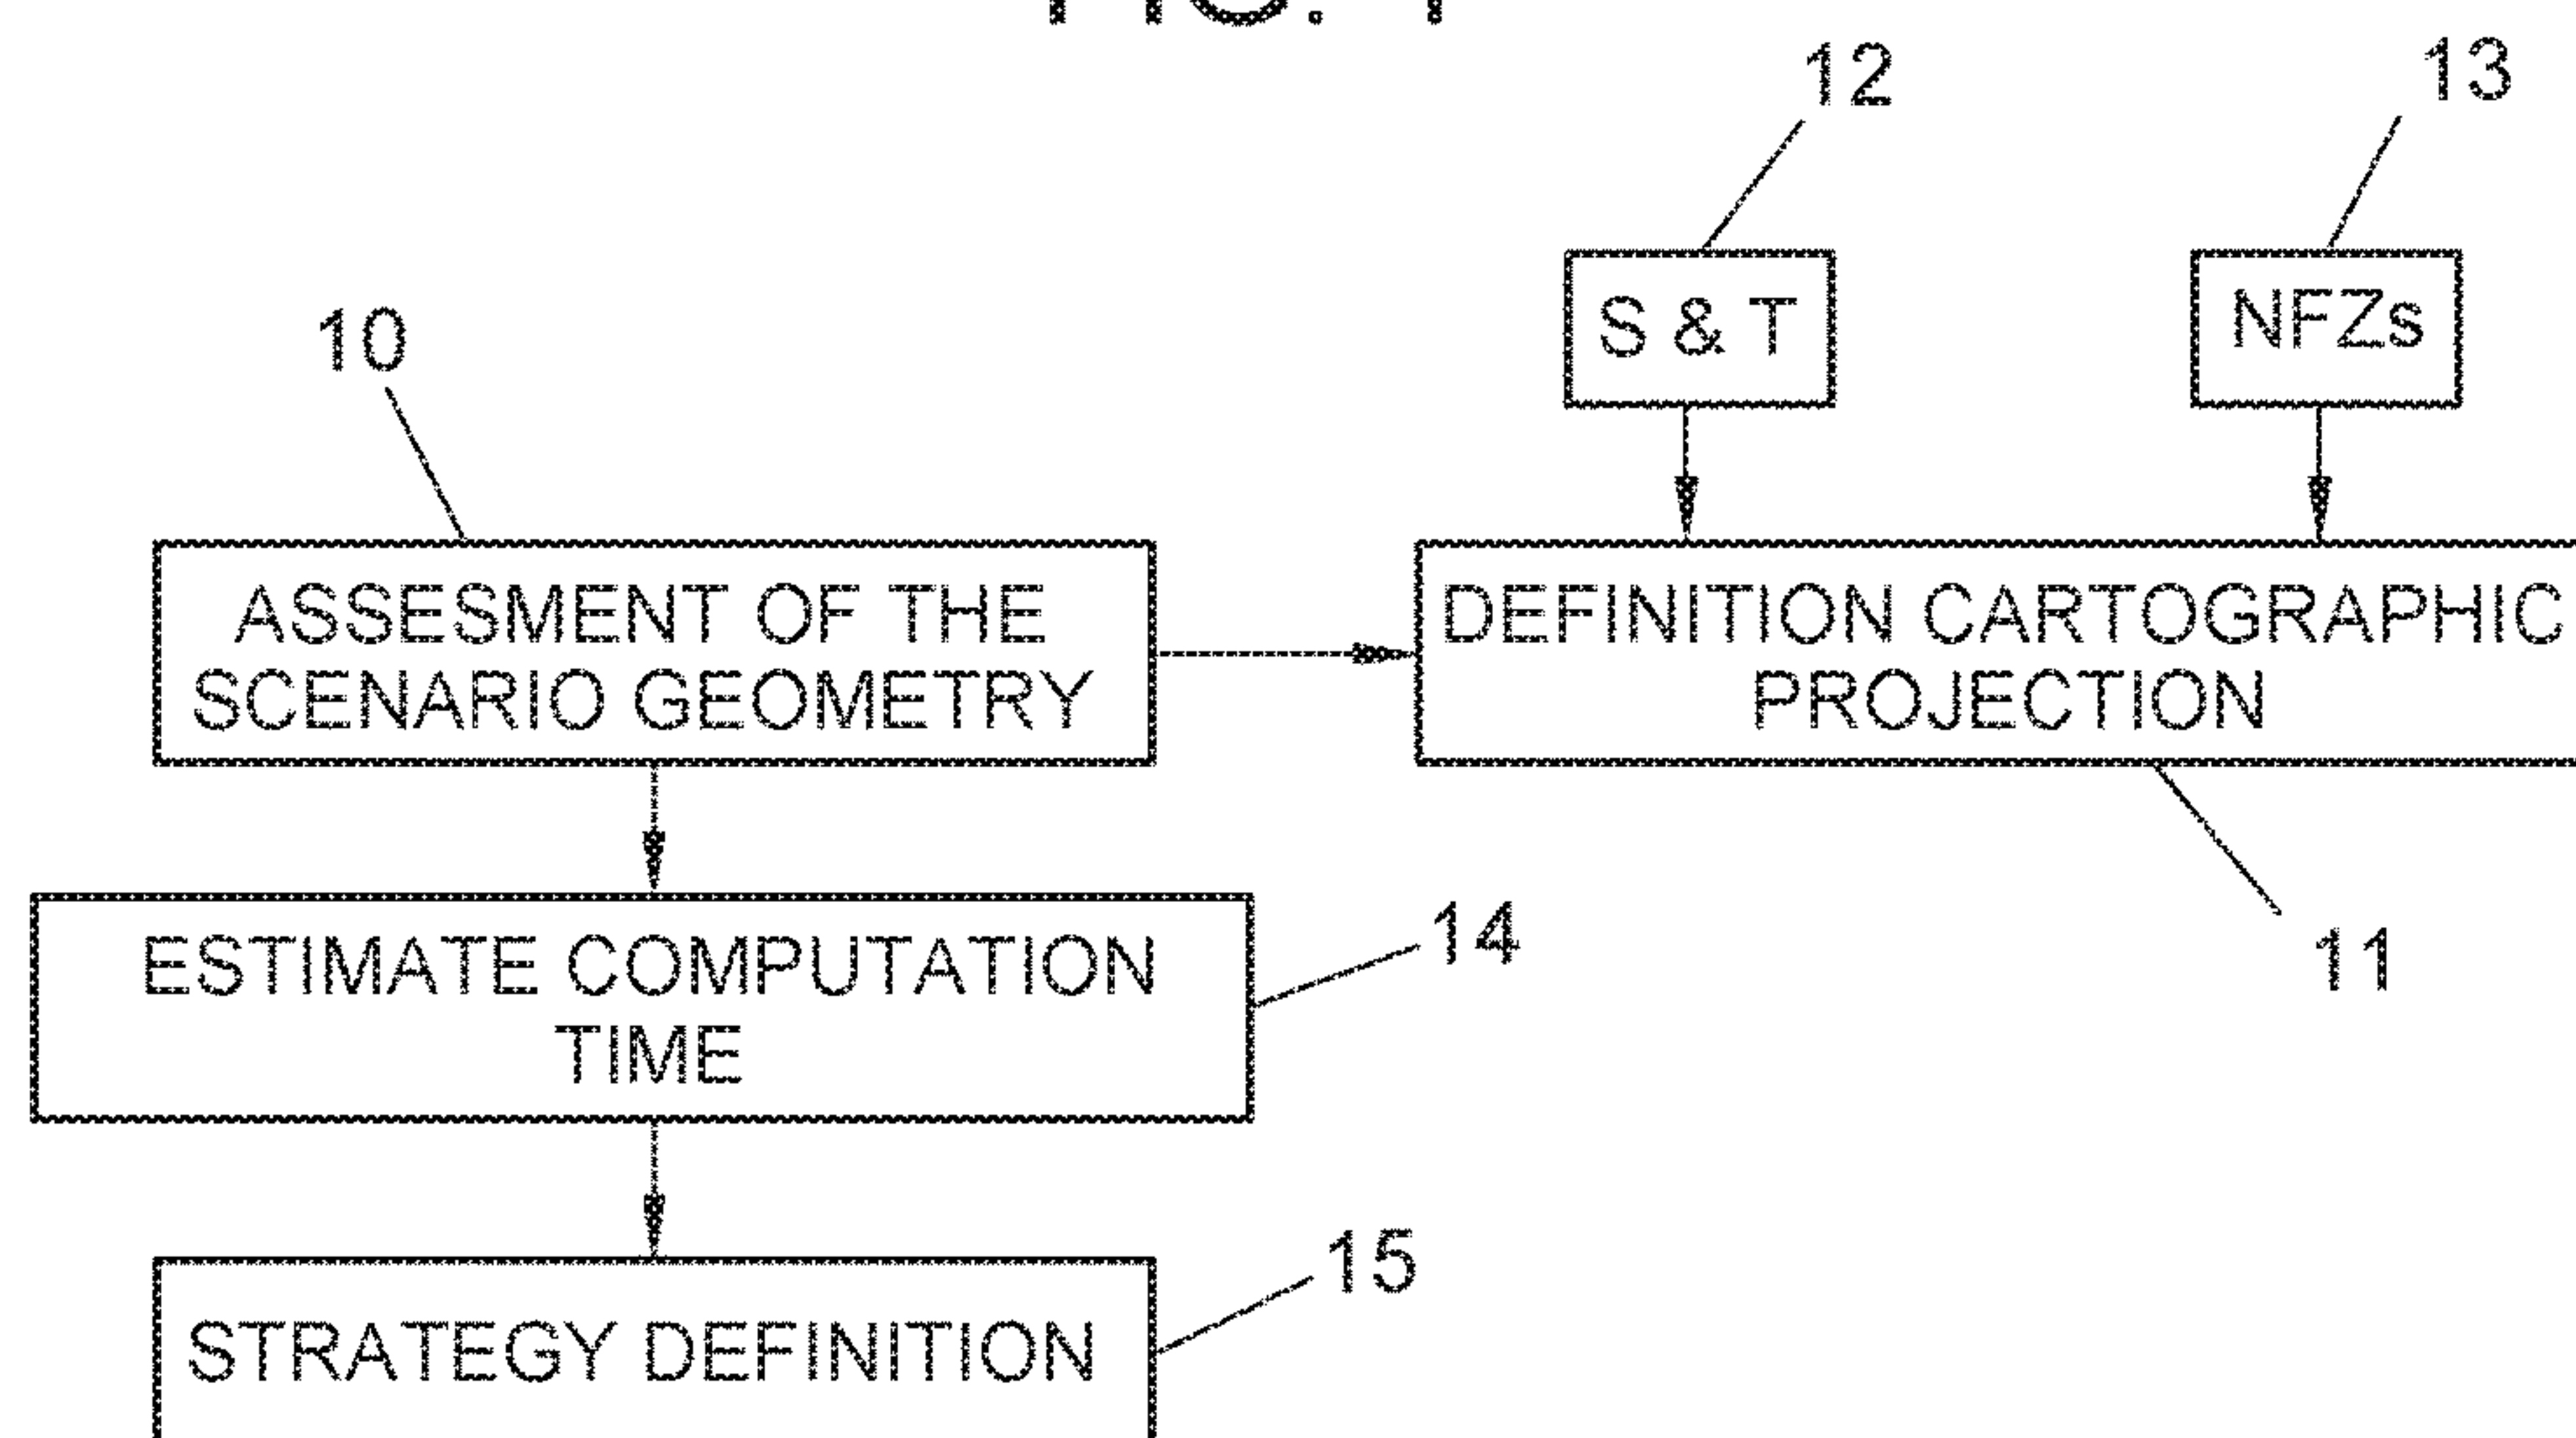 12
13
S & T
NFZs
10
ASSESMENT OF THE
SCENARIO GEOMETRY
DEFINITION CARTOGRAPHIC
PROJECTION
ESTIMATE COMPUTATION
TIME
14
11
15
STRATEGY DEFINITION